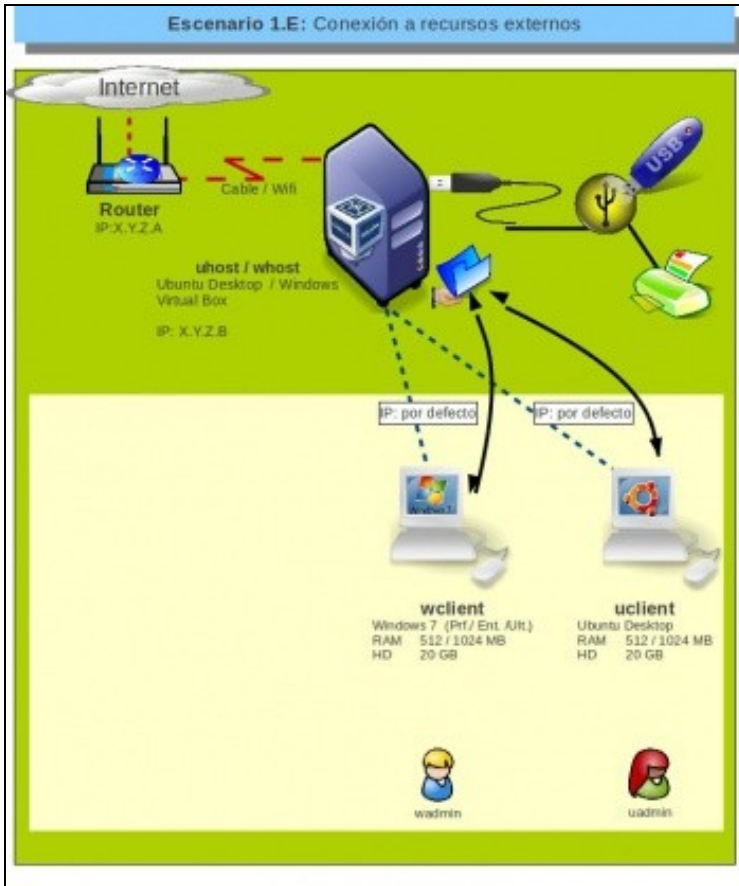 Escenario 1.E: Conexión a recursos externos
Internet
Cable / Wifi
Router
IP:X.Y.Z.A
USB
uhost / whost
Ubuntu Desktop / Windows
Virtual Box
IP: X.Y.Z.B
IP: por defecto
IP: por defecto
Windows 7
wclient
Windows 7 (Prf./ Ent. /Ult.)
RAM 512 / 1024 MB
HD 20 GB
uclient
Ubuntu Desktop
RAM 512 / 1024 MB
HD 20 GB
wadmin
uadmin